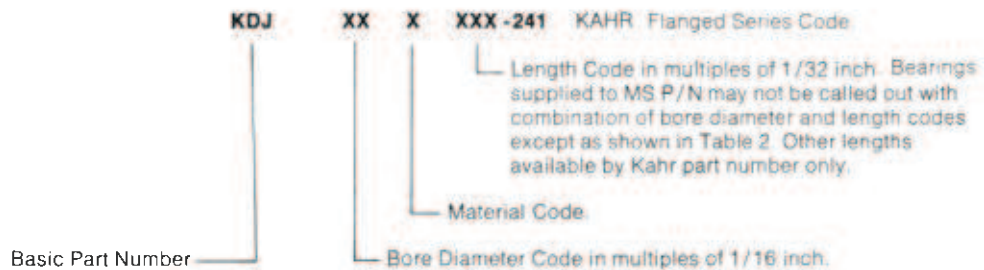 KDJ XX X XXX-241 KAHR Flanged Series Code
Length Code in multiples of 1/32 inch. Bearings
supplied to MS P/N may not be called out with
combination of bore diameter and length codes
except as shown in Table 2. Other lengths
available by Kahr part number only.
Material Code.
Basic Part Number
Bore Diameter Code in multiples of 1/16 inch.